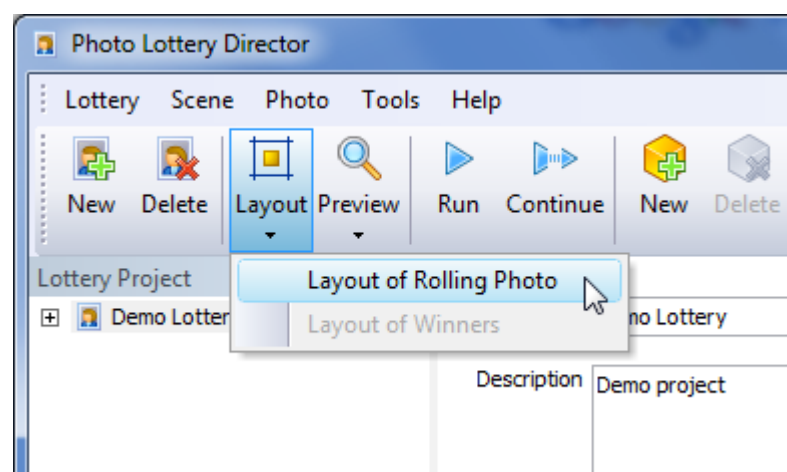 Photo Lottery Director
Lottery Scene Photo Tools Help
New Delete Layout Preview Run Continue New Delete
Lottery Project
Layout of Rolling Photo
Demo Lotter
Layout of Winners
mo Lottery
Description Demo project